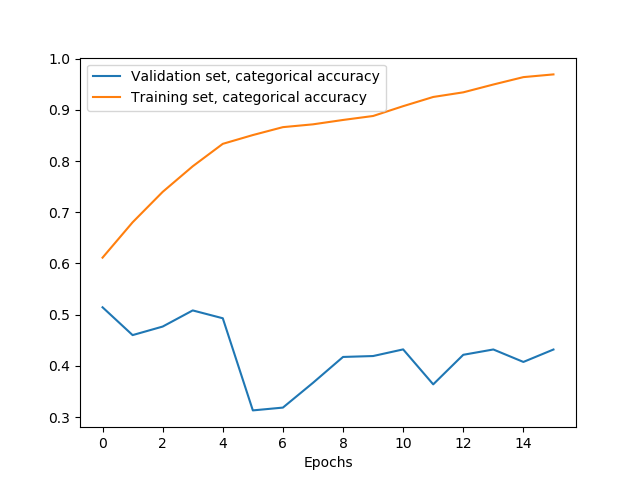 Validation set, categorical accuracy
Training set, categorical accuracy
1.0
0.9
0.8
0.7
0.6
0.5
0.4
0.3
0 2 4 6 8 10 12 14
Epochs